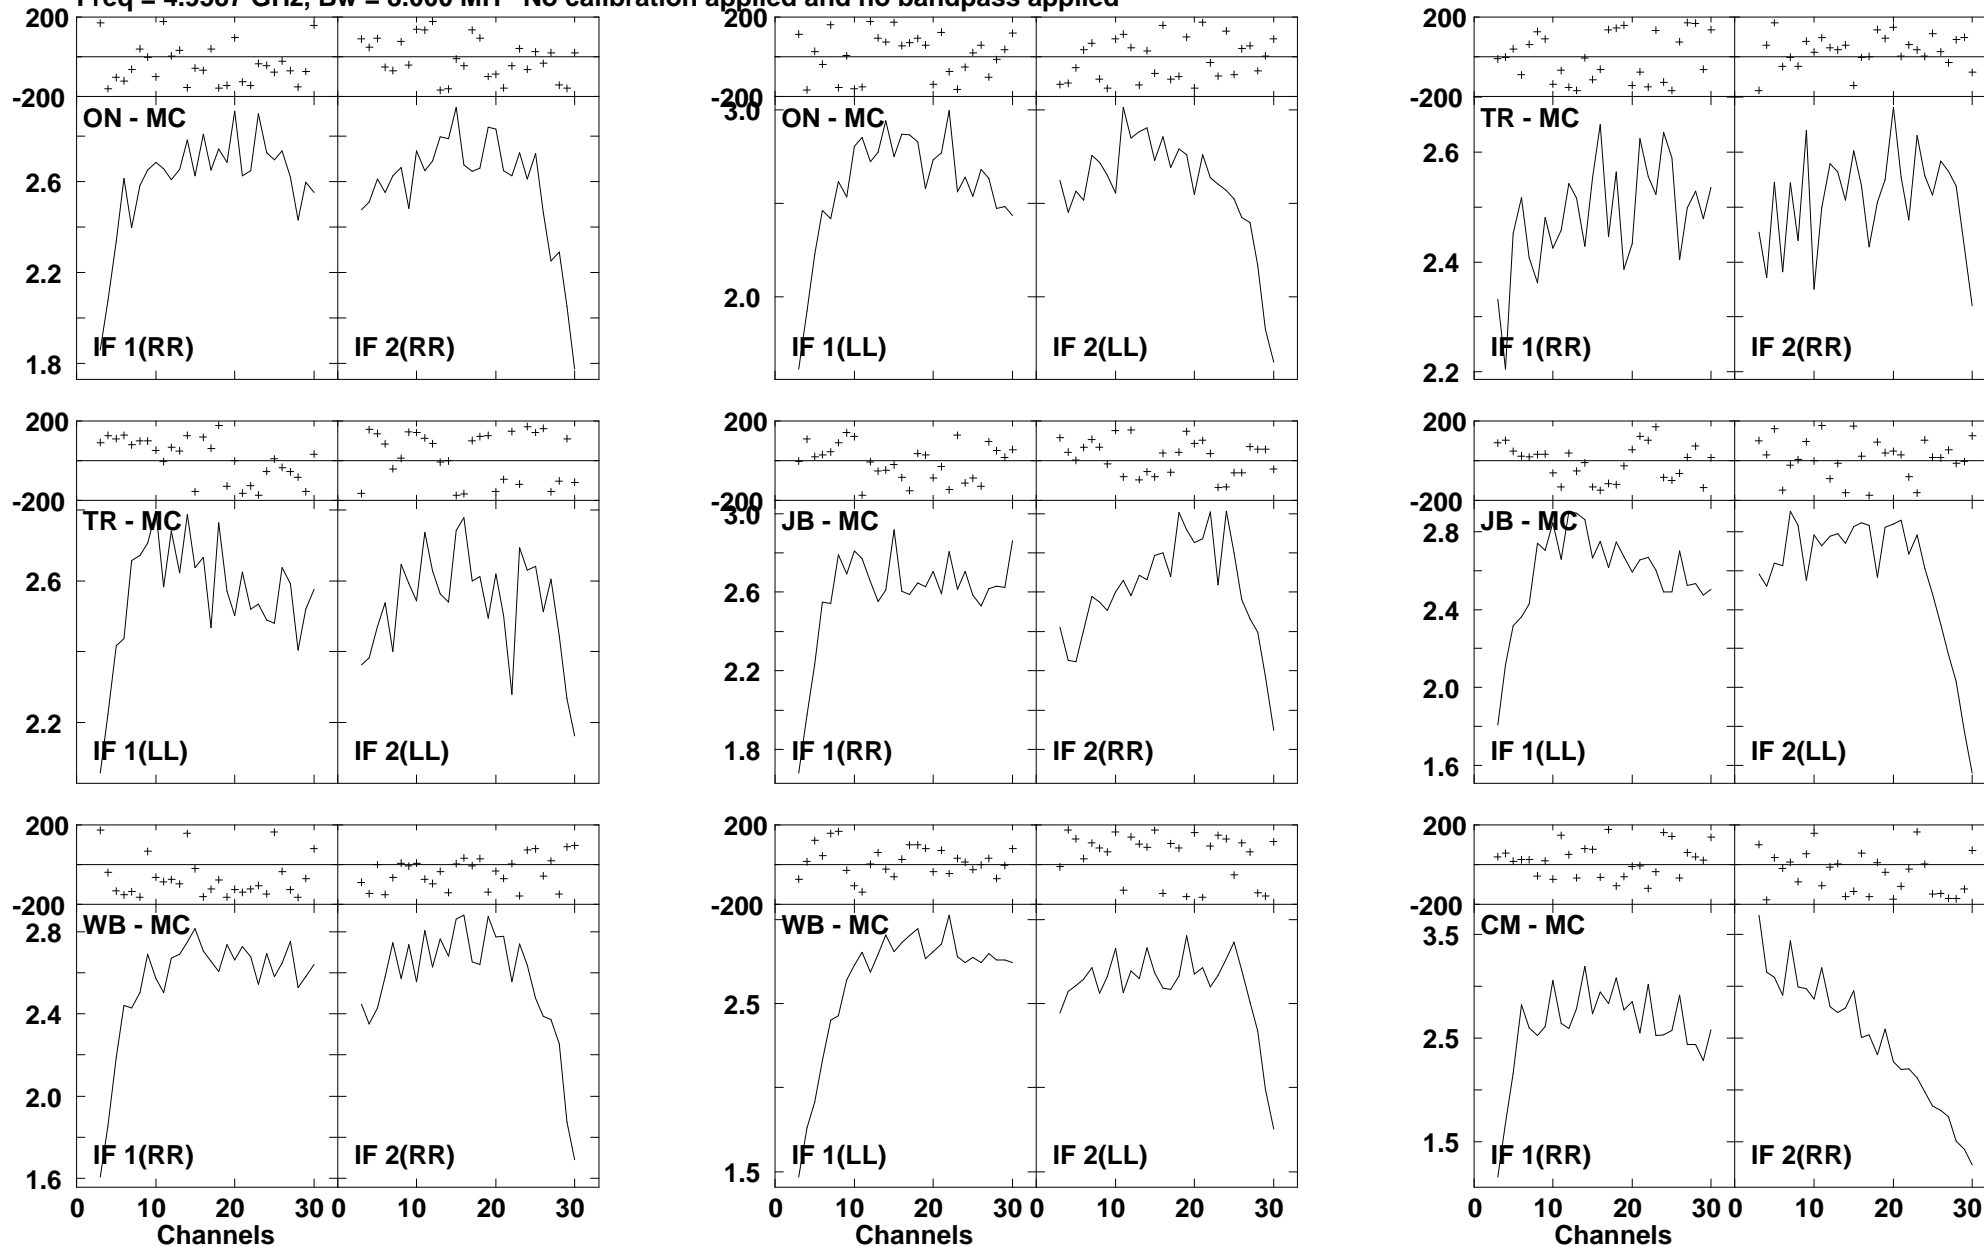 Freq = 4.9587 GHz, Bw = 8.000 MH No calibration applied and no bandpass applied
200 200 200
-200 -200 -200
ON - MC 3.0 ON - MC TR - MC
2.6 2.6
2.2 2.0 2.4
IF 1(RR) IF 2(RR) IF 1(LL) IF 2(LL) IF 1(RR) IF 2(RR)
1.8 2.2
200 200 200
-200 -200 -200
TR - MC 3.0 JB - MC JB - MC
2.8
2.6 2.6 2.4
2.2 2.2 2.0
IF 1(LL) IF 2(LL) IF 1(RR) IF 2(RR) IF 1(LL) IF 2(LL)
1.8 1.6
200 200 200
-200 -200 -200
WB - MC WB - MC CM - MC
2.8 3.5
2.4 2.5 2.5
2.0
IF 1(RR) IF 2(RR) IF 1(LL) IF 2(LL) IF 1(RR) IF 2(RR)
1.6 1.5 1.5
0 10 20 30 0 10 20 30 0 10 20 30 0 10 20 30 0 10 20 30 0 10 20 30
Channels Channels Channels